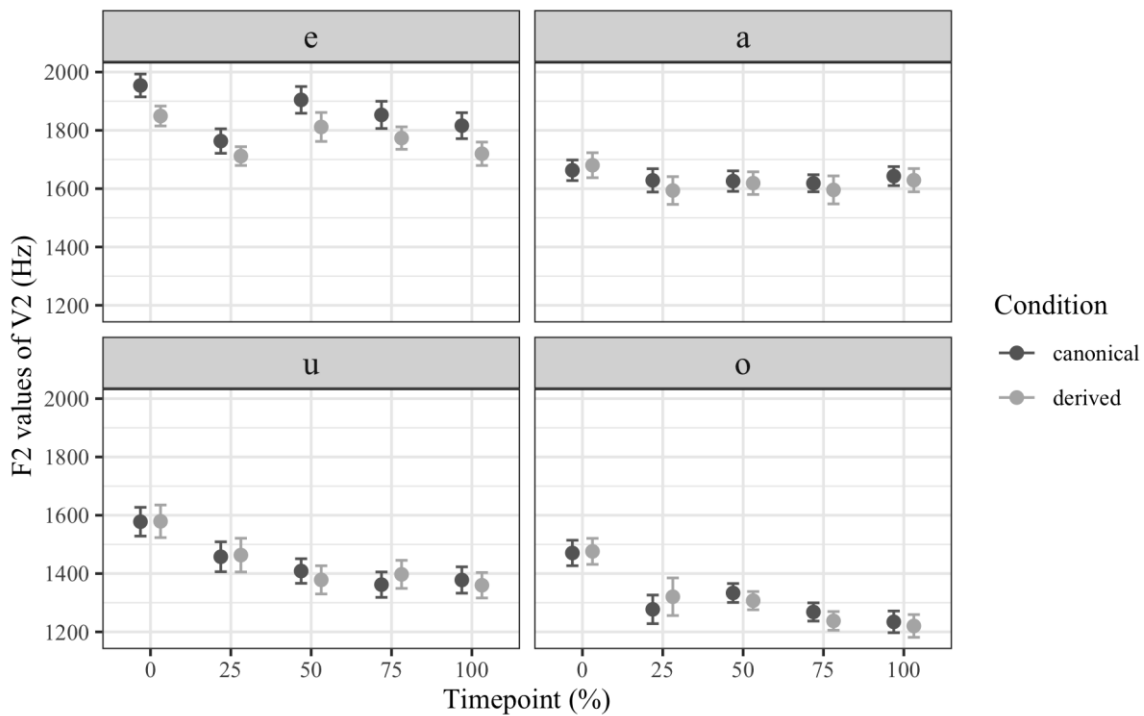 e
a
2000
1800
1600
1400
1200
u
o
2000
1800
1600
1400
1200
0 25 50 75 100
0 25 50 75 100
Timepoint (%)
F2 values of V2 (Hz)
Condition
canonical
derived